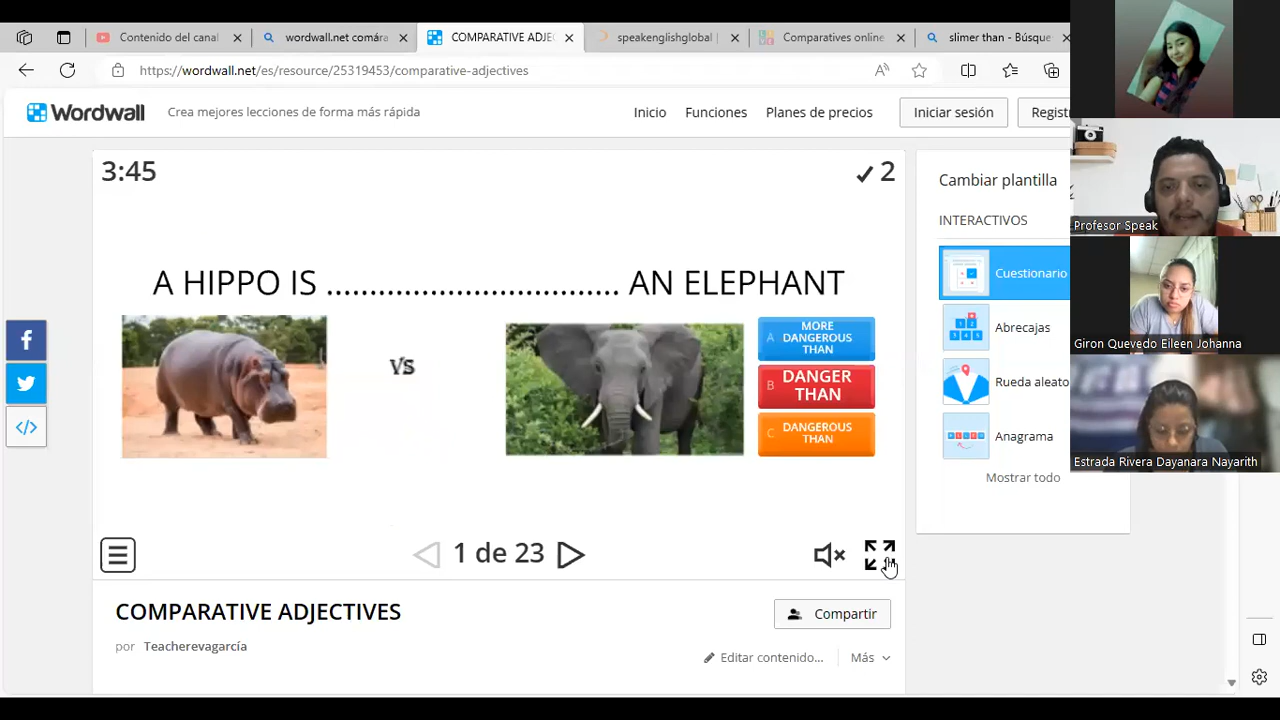 Contenido del canal
wordwall.net comára
COMPARATIVE ADJEC
speakenglishglobal
Comparatives online
slimer than - Búsque
https://wordwall.net/es/resource/25319453/comparative-adjectives
Wordwall
Crea mejores lecciones de forma más rápida
Inicio
Funciones
Planes de precios
Iniciar sesión
Regist
3:45
2
A HIPPO IS ................................ AN ELEPHANT
VS
A MORE DANGEROUS THAN
B DANGER THAN
C DANGEROUS THAN
1 de 23
COMPARATIVE ADJECTIVES
por Teacherevagarcía
Compartir
Editar contenido...
Más
Cambiar plantilla
INTERACTIVOS
Cuestionario
Abrecajas
Rueda aleato
Anagrama
Mostrar todo
Profesor Speak
Giron Quevedo Eileen Johanna
Estrada Rivera Dayanara Nayarith